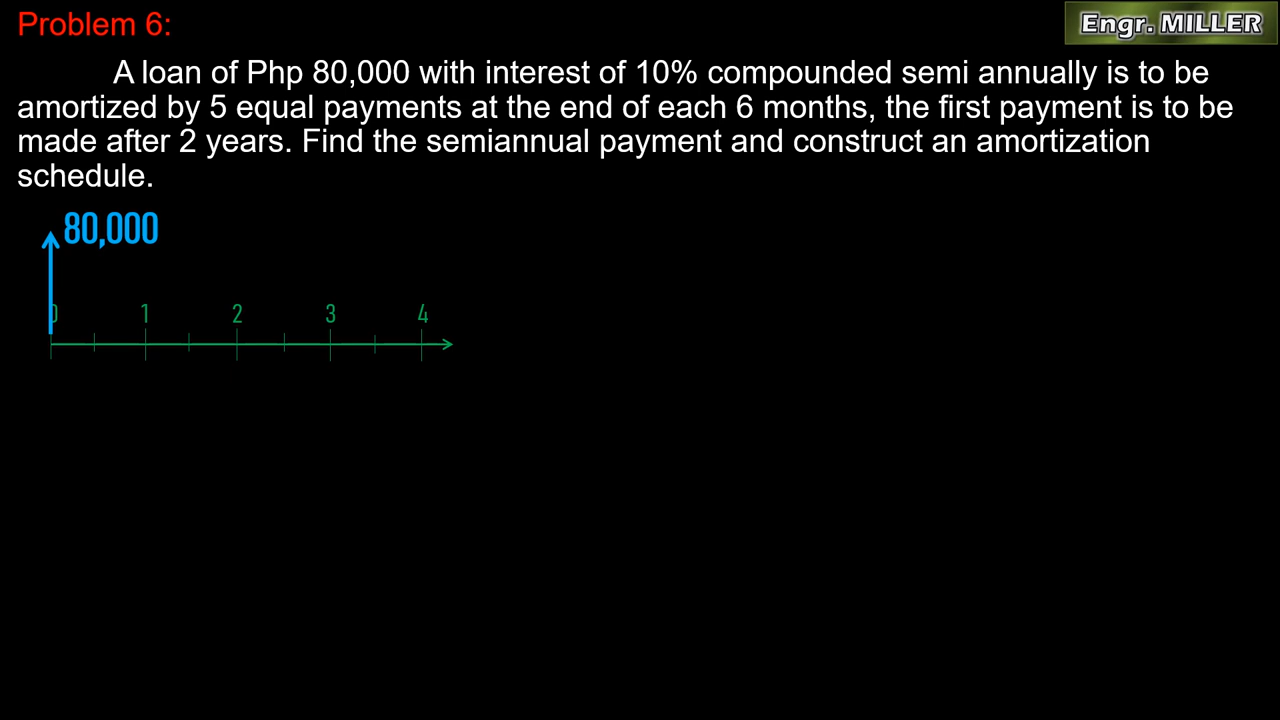 Problem 6:
Engr. MILLER
A loan of Php 80,000 with interest of 10% compounded semi annually is to be
amortized by 5 equal payments at the end of each 6 months, the first payment is to be
made after 2 years. Find the semiannual payment and construct an amortization
schedule.
80,000
0 1 2 3 4